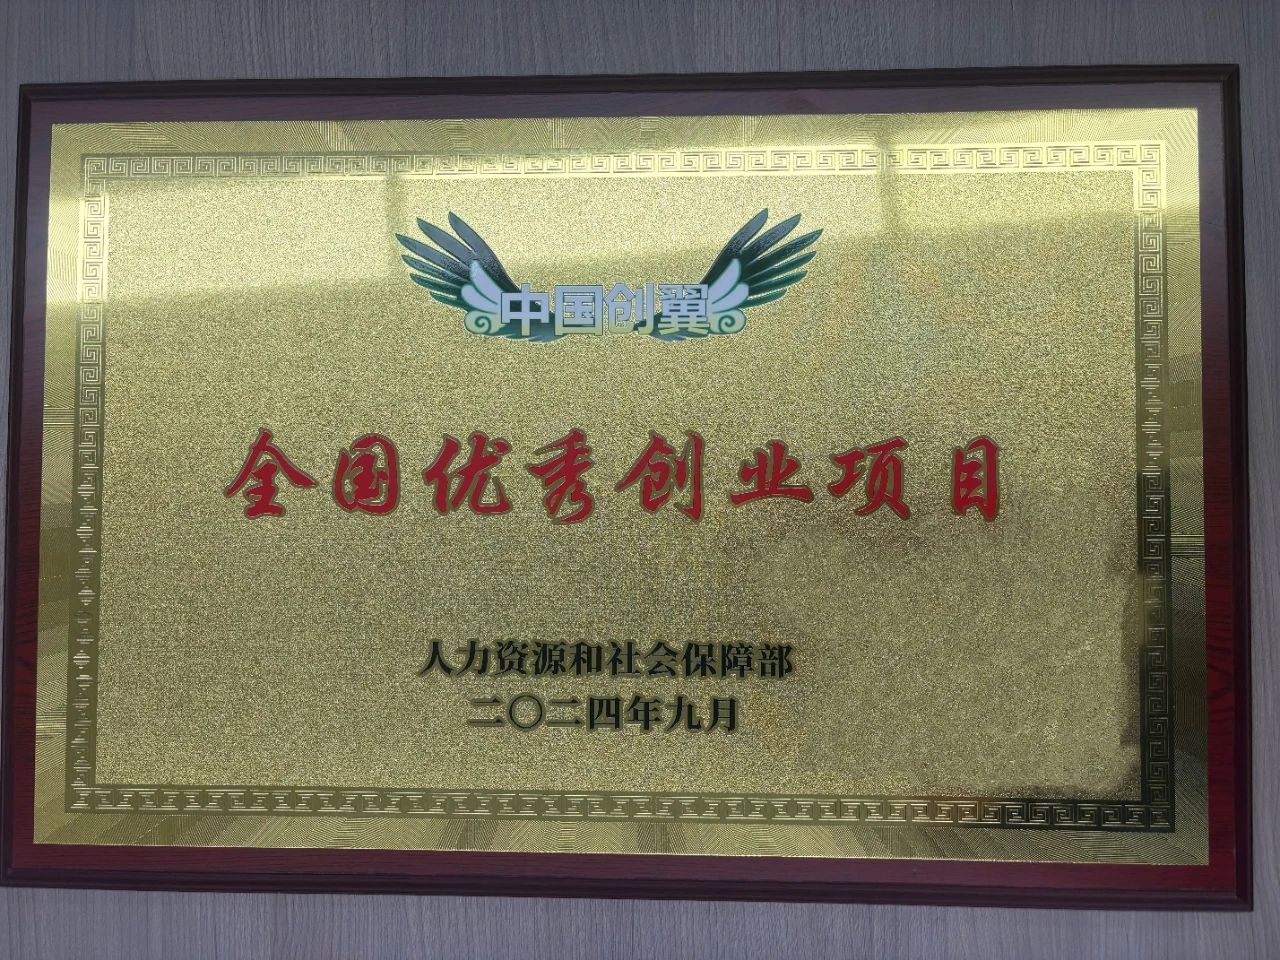 中国创翼
全国优秀创业项目
人力资源和社会保障部
二〇二四年九月